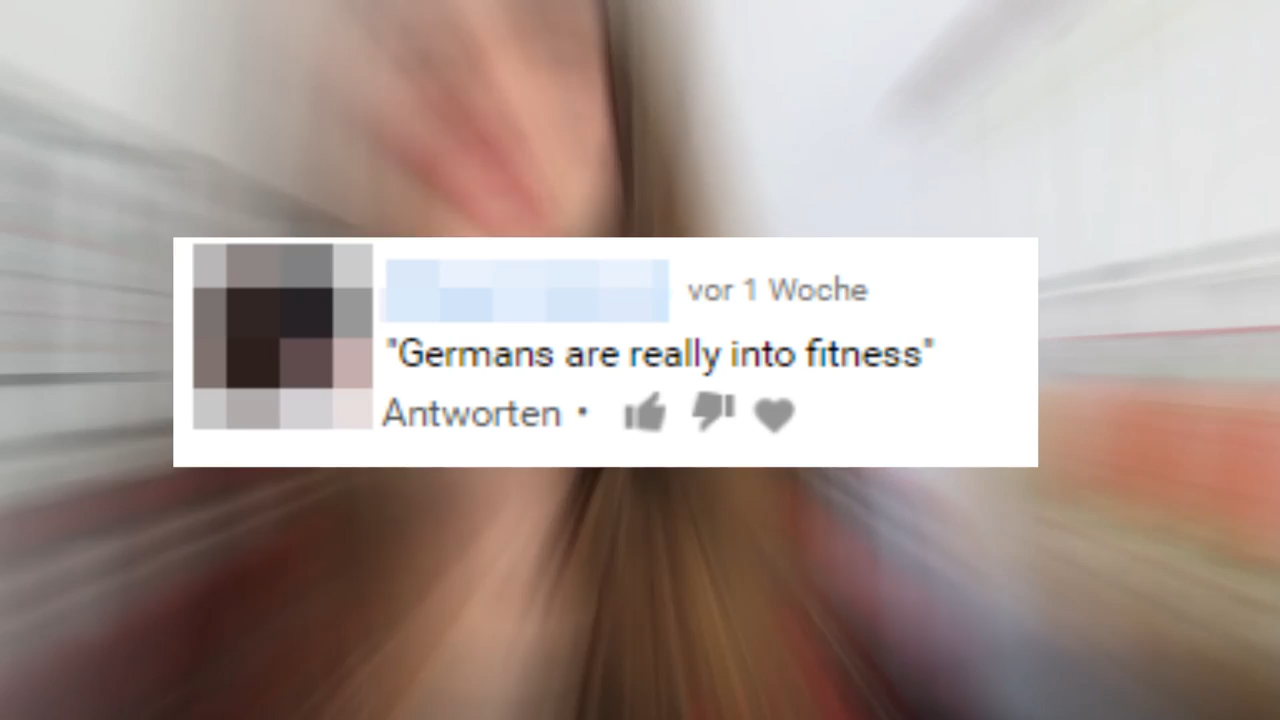 vor 1 Woche
"Germans are really into fitness"
Antworten •